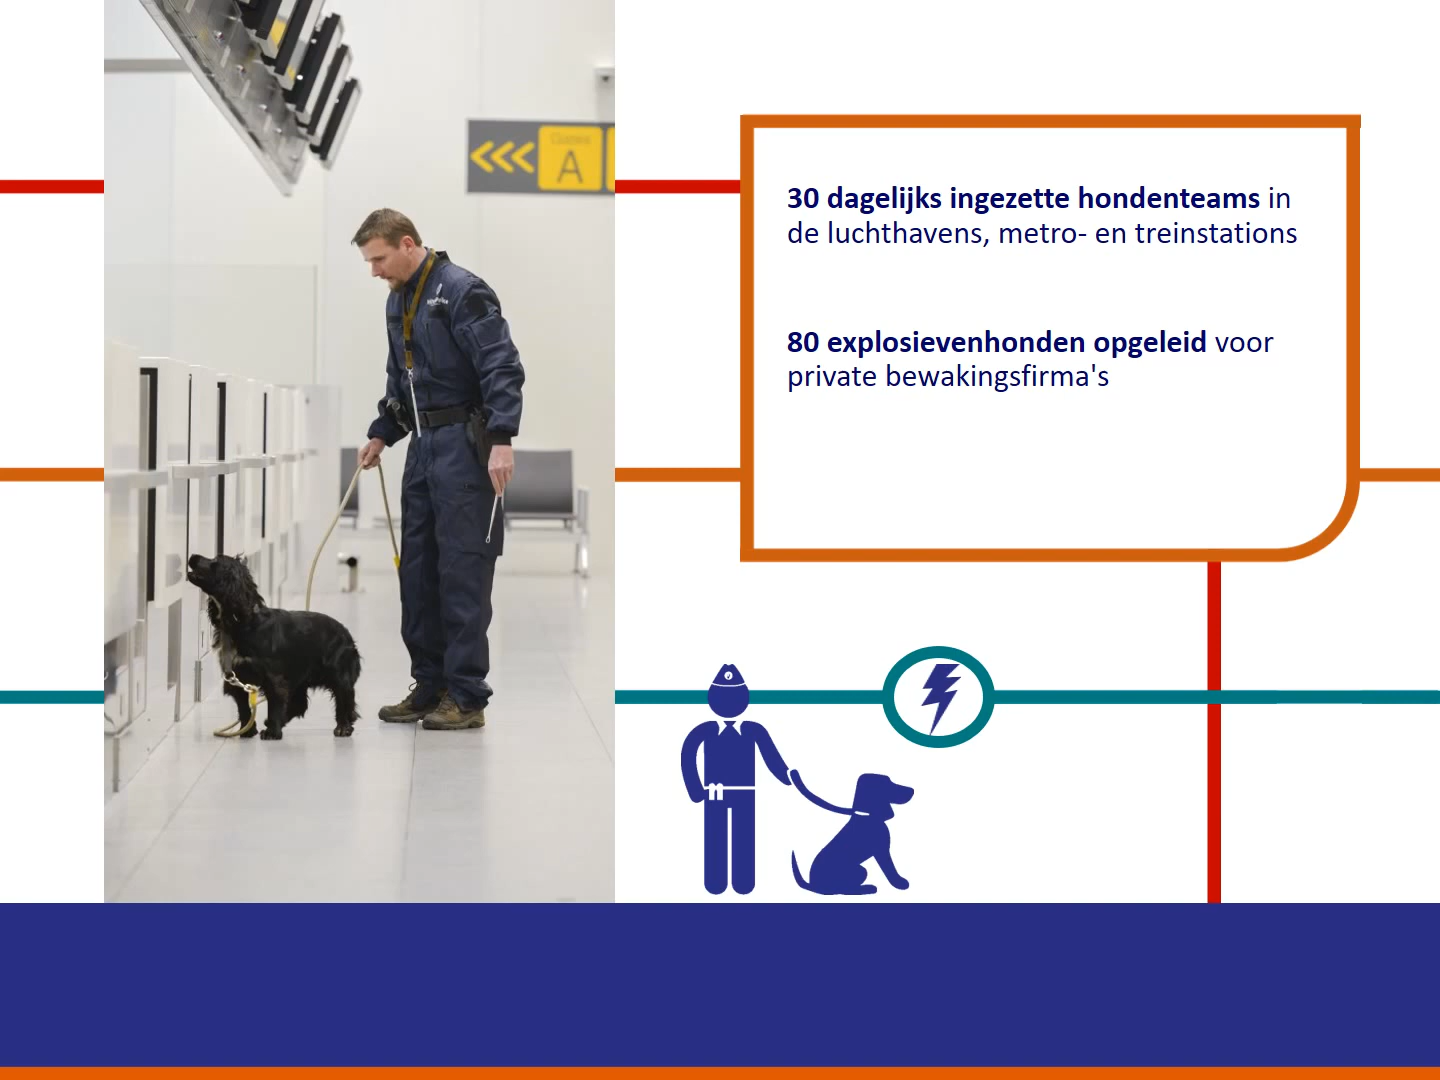 <<< A
30 dagelijks ingezette hondenteams in
de luchthavens, metro- en treinstations
80 explosievenhonden opgeleid voor
private bewakingsfirma's